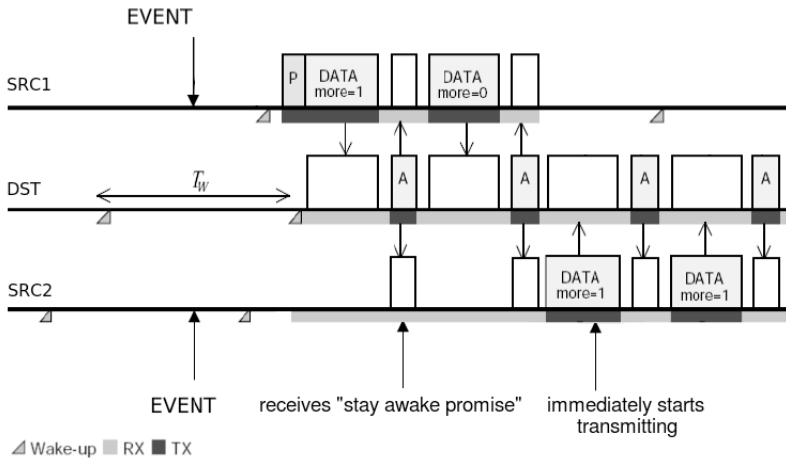 EVENT
SRC1
P
DATA
more=1
DATA
more=0
DST
T_W
A
A
A
A
SRC2
DATA
more=1
DATA
more=1
EVENT
receives "stay awake promise"
immediately starts
transmitting
Wake-up RX TX